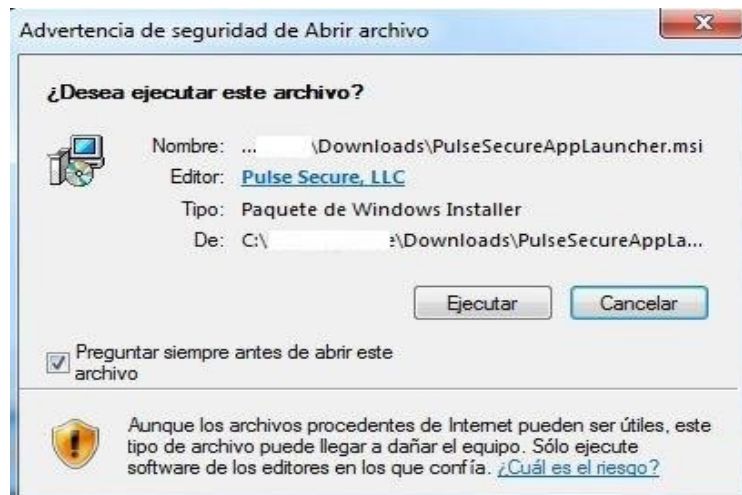 Advertencia de seguridad de Abrir archivo
¿Desea ejecutar este archivo?
Nombre: ... \Downloads\PulseSecureAppLauncher.msi
Editor: Pulse Secure, LLC
Tipo: Paquete de Windows Installer
De: C:\ e\Downloads\PulseSecureAppLa...
Ejecutar Cancelar
Preguntar siempre antes de abrir este
archivo
Aunque los archivos procedentes de Internet pueden ser útiles, este
tipo de archivo puede llegar a dañar el equipo. Sólo ejecute
software de los editores en los que confía. ¿Cuál es el riesgo?